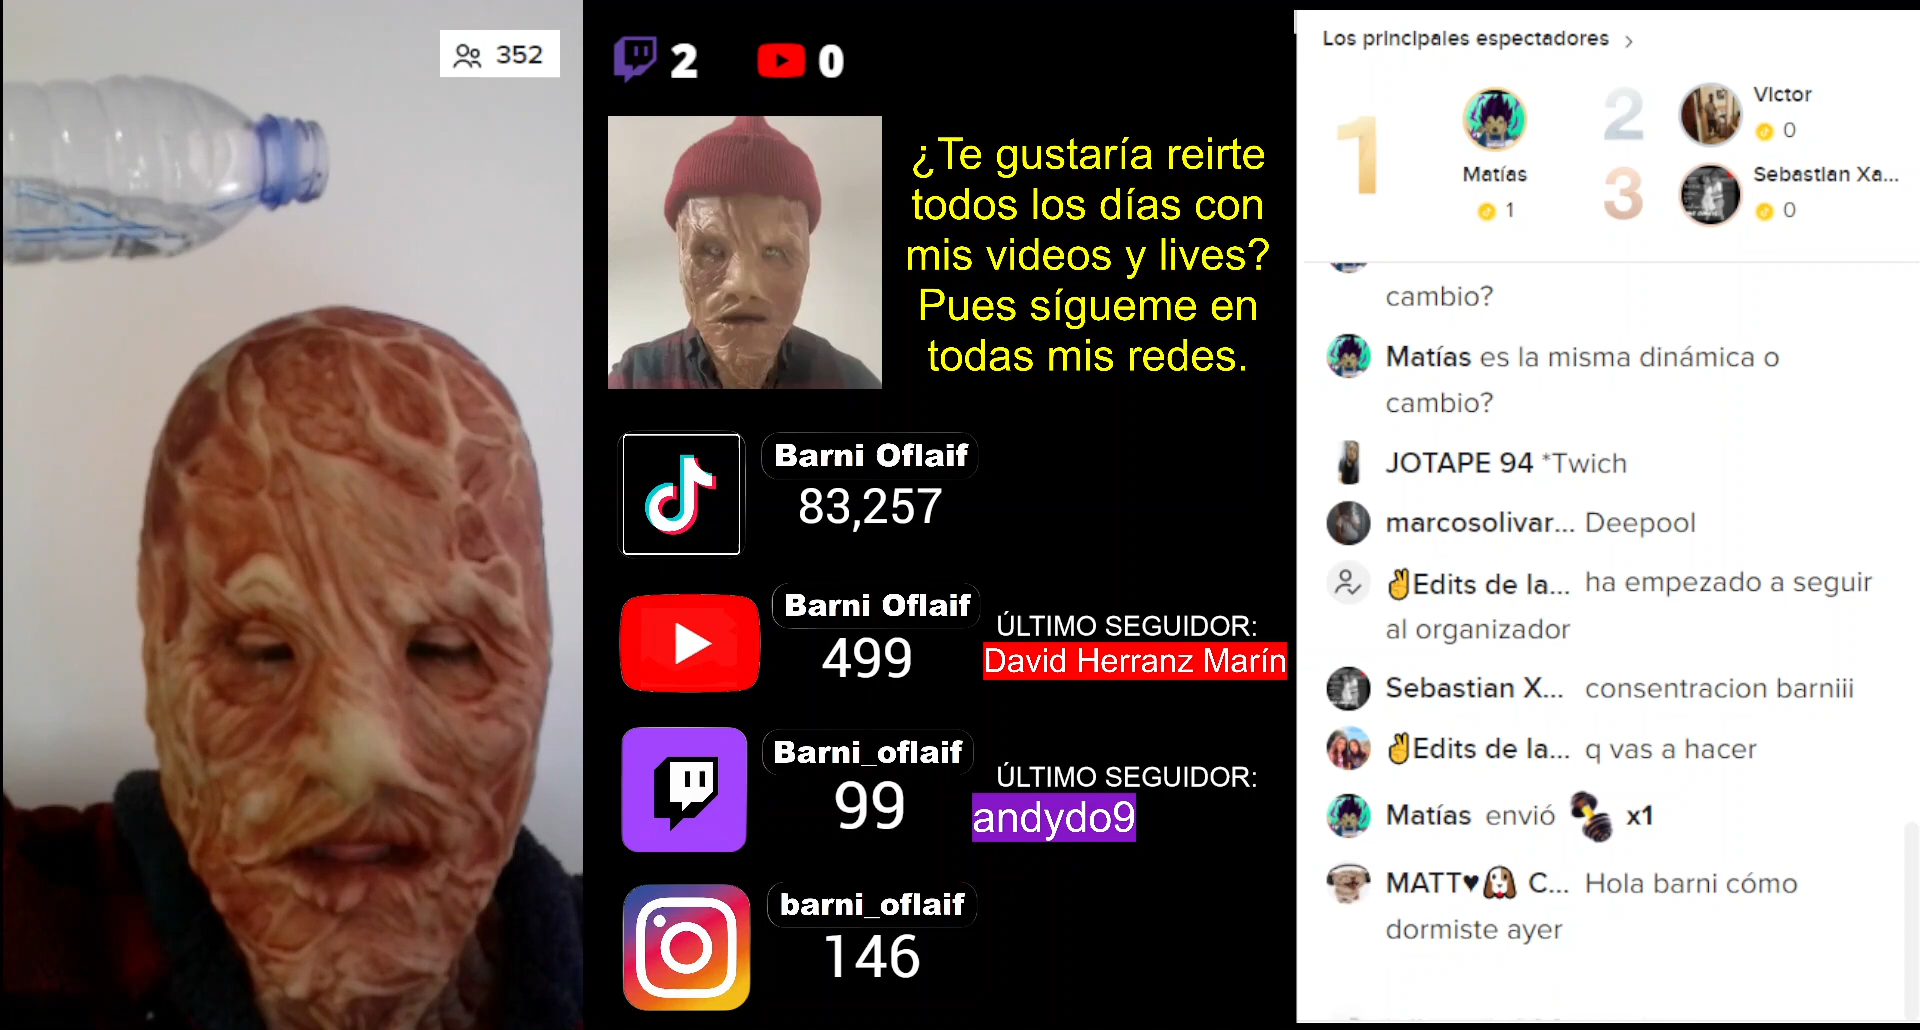 352
2
0
¿Te gustaría reirte
todos los días con
mis videos y lives?
Pues sígueme en
todas mis redes.
Barni Oflaif
83,257
Barni Oflaif
499
ÚLTIMO SEGUIDOR:
David Herranz Marín
Barni_oflaif
99
ÚLTIMO SEGUIDOR:
andydo9
barni_oflaif
146
Los principales espectadores >
1
Matías
1
2
Victor
0
3
Sebastian Xa...
0
cambio?
Matías es la misma dinámica o
cambio?
JOTAPE 94 *Twich
marcosolivar... Deepool
✌Edits de la... ha empezado a seguir
al organizador
Sebastian X... consentracion barniii
✌Edits de la... q vas a hacer
Matías envió x1
MATT♥🐶 C... Hola barni cómo
dormiste ayer